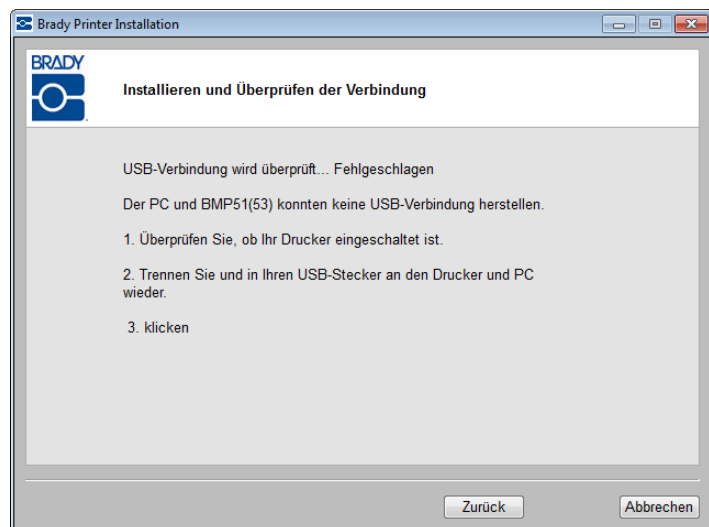 Brady Printer Installation
BRADY
Installieren und Überprüfen der Verbindung
USB-Verbindung wird überprüft... Fehlgeschlagen
Der PC und BMP51(53) konnten keine USB-Verbindung herstellen.
1. Überprüfen Sie, ob Ihr Drucker eingeschaltet ist.
2. Trennen Sie und in Ihren USB-Stecker an den Drucker und PC
wieder.
3. klicken
Zurück
Abbrechen